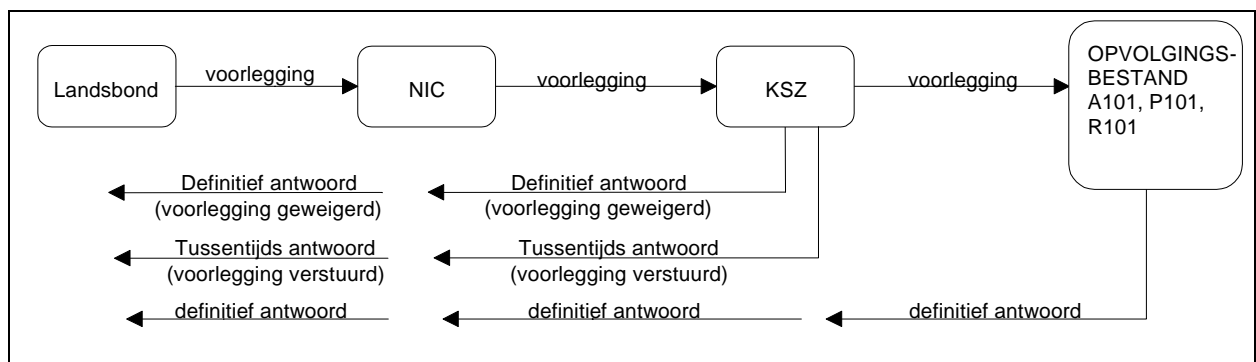 Landsbond
voorlegging
NIC
voorlegging
KSZ
voorlegging
OPVOLGINGS-
BESTAND
A101, P101,
R101
Definitief antwoord
(voorlegging geweigerd)
Definitief antwoord
(voorlegging geweigerd)
Tussentijds antwoord
(voorlegging verstuurd)
Tussentijds antwoord
(voorlegging verstuurd)
definitief antwoord
definitief antwoord
definitief antwoord